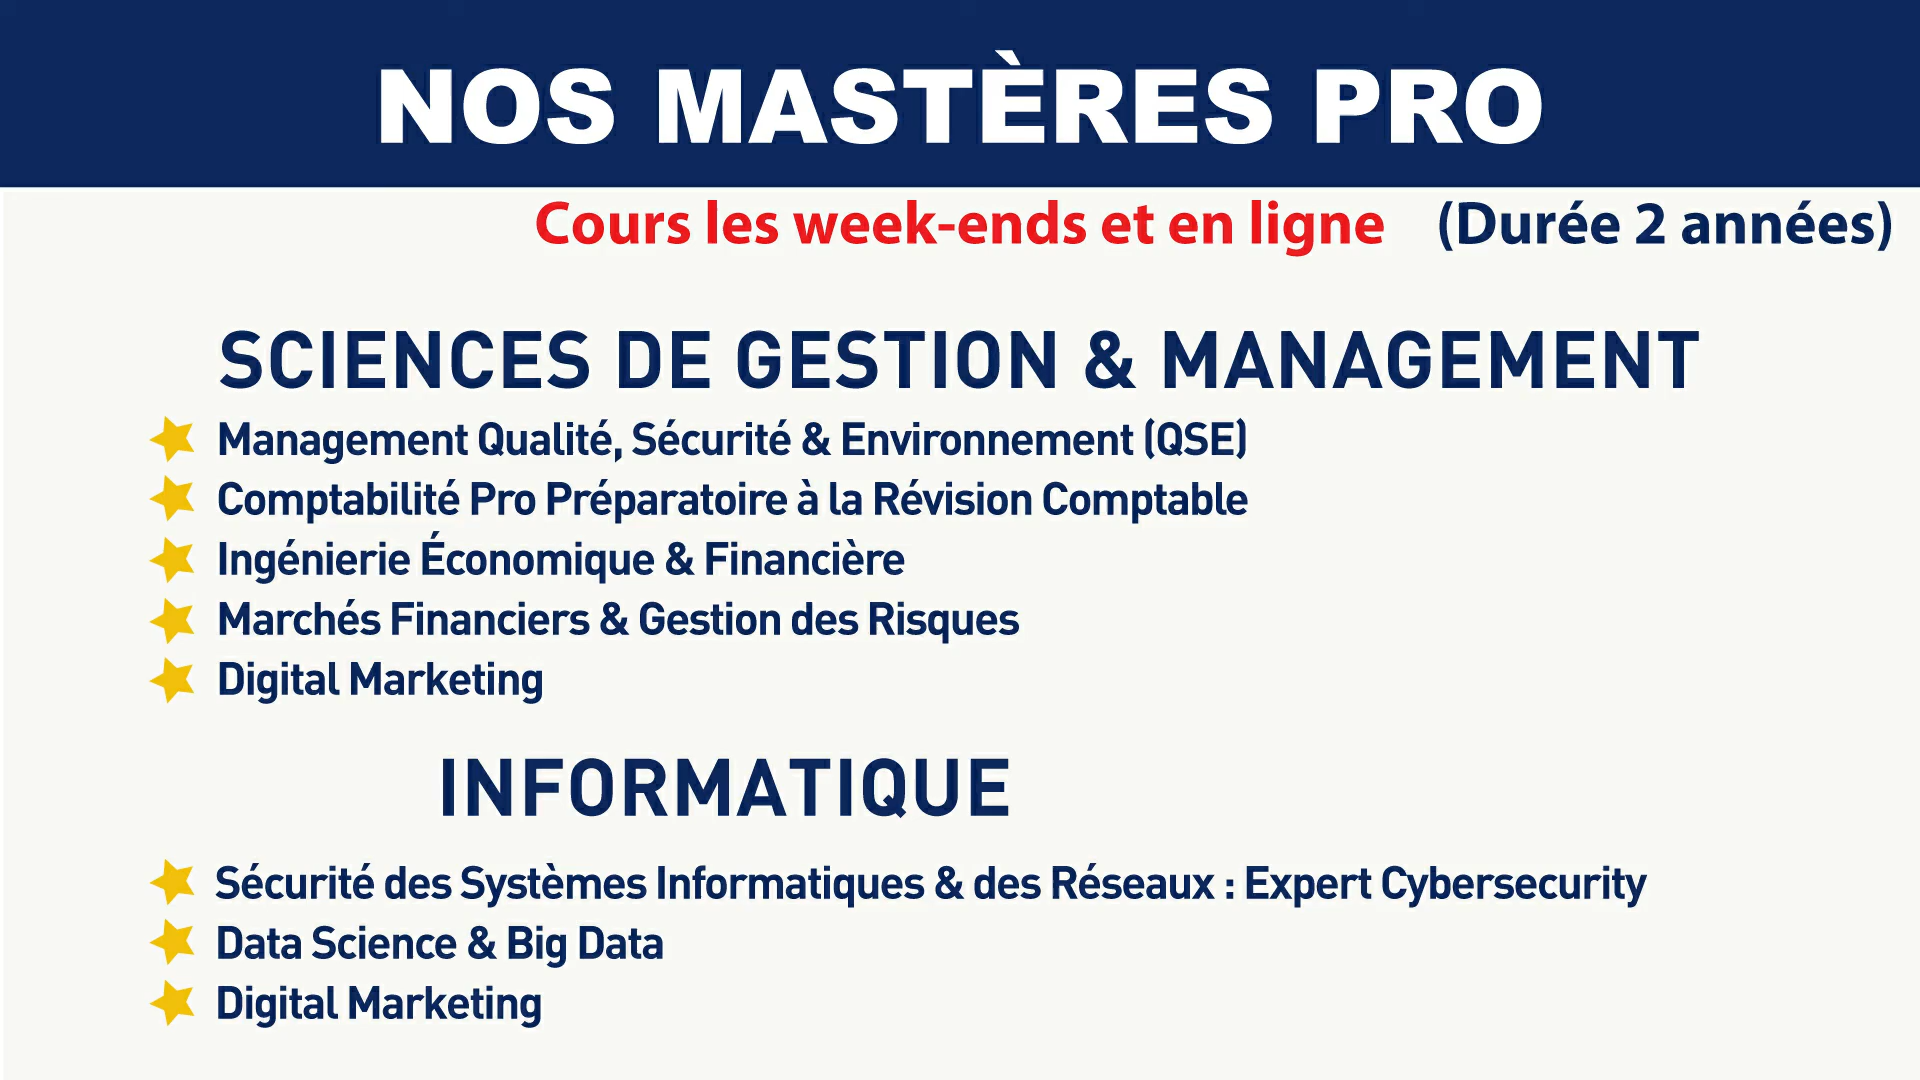 NOS MASTÈRES PRO
Cours les week-ends et en ligne (Durée 2 années)
SCIENCES DE GESTION & MANAGEMENT
Management Qualité, Sécurité & Environnement (QSE)
Comptabilité Pro Préparatoire à la Révision Comptable
Ingénierie Économique & Financière
Marchés Financiers & Gestion des Risques
Digital Marketing
INFORMATIQUE
Sécurité des Systèmes Informatiques & des Réseaux : Expert Cybersecurity
Data Science & Big Data
Digital Marketing